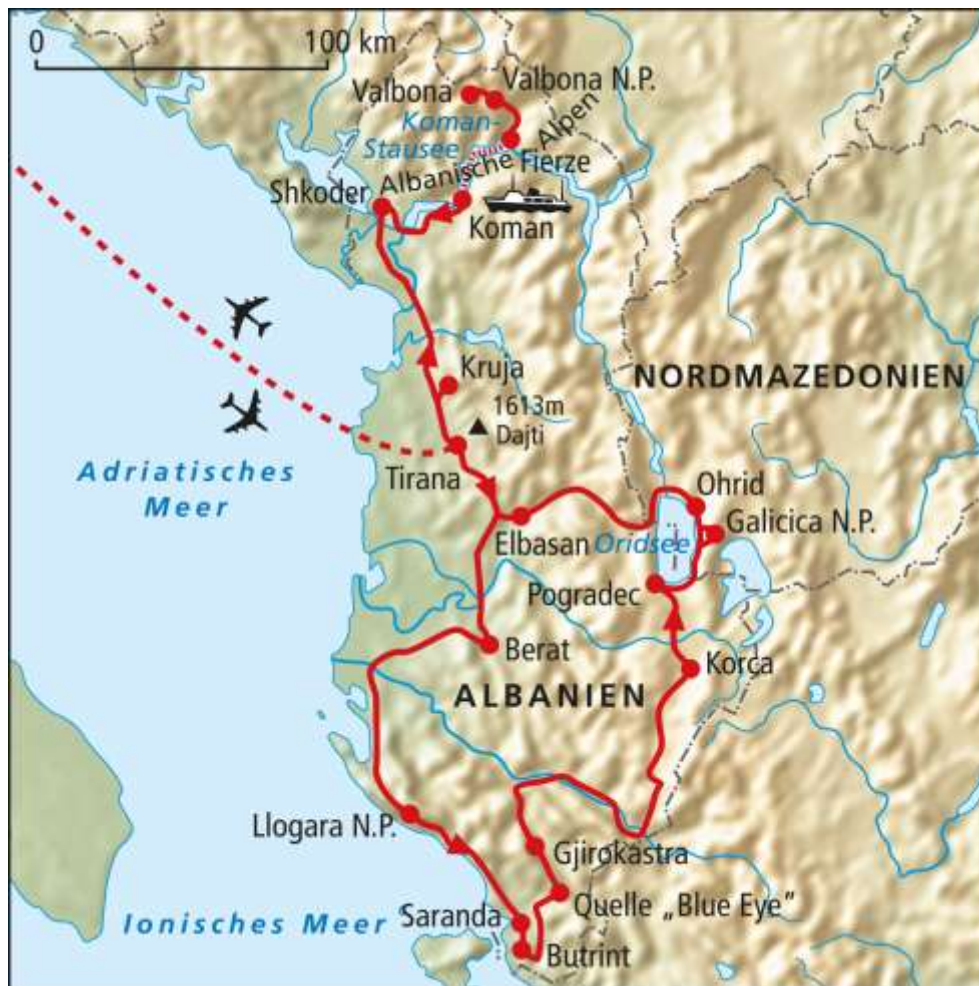 0 100 km
Valbona
Valbona N.P.
Koman-
Stausee
Albanische Alpen
Fierze
Shkoder
Koman
Kruja
NORDMAZEDONIEN
1613m
Dajti
Adriatisches
Meer
Tirana
Ohrid
Galicica N.P.
Elbasan
Oridsee
Pogradec
Berat
Korca
ALBANIEN
Llogara N.P.
Gjirokastra
Quelle „Blue Eye"
Ionisches Meer
Saranda
Butrint